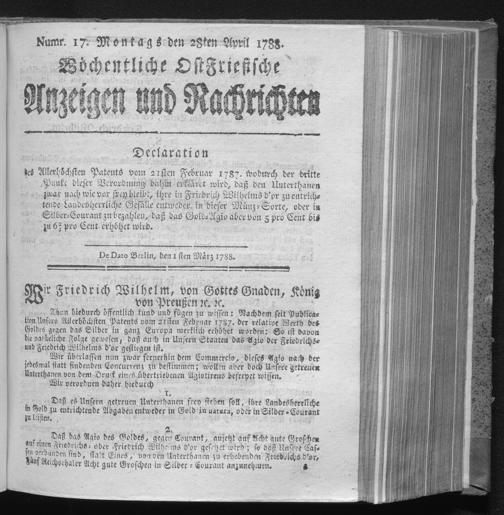 Numr. 17. Montags den 28sten April 1788.
Wöchentliche OstFriesische
Anzeigen und Nachrichten
Declaration
des Allerhöchsten Patents vom 21sten Februar 1787. wodurch der dritte
Punkt dieser Verordnung dahin erkläret wird, daß den Unterthanen
zwar nach wie vor frey bleibt, ihre in Friedrich Wilhelms d'or zu entrich-
tende Landesherrliche Gefälle entweder in dieser Münz-Sorte, oder in
Silber-Courant zu bezahlen, daß das Gold-Agio aber von 5 pro Cent bis
zu 6⅔ pro Cent erhöhet wird.
De Dato Berlin, den 1sten März 1788.
Wir Friedrich Wilhelm, von Gottes Gnaden, König
von Preußen ꝛc. ꝛc.
Thun hiedurch öffentlich kund und fügen zu wissen: Nachdem seit Publica-
tion Unsers Allerhöchsten Patents vom 21sten Februar 1787. der relative Werth des
Goldes gegen das Silber in ganz Europa merklich erhöhet worden: So ist davon
die natürliche Folge gewesen, daß auch in Unsern Staaten das Agio der Friedrichs-
und Friedrich Wilhelms d'or gestiegen ist.
Wir überlassen nun zwar fernerhin dem Commercio, dieses Agio nach der
jedesmal statt findenden Concurrenz zu bestimmen; wollen aber doch Unsere getreuen
Unterthanen von dem Druck eines übertriebenen Agiotirens befreyet wissen.
Wir verordnen daher hiedurch
1.
Daß es Unsern getreuen Unterthanen frey stehen soll, ihre Landesherrliche
in Gold zu entrichtende Abgaben entweder in Gold in natura, oder in Silber-Courant
zu leisten.
2.
Daß das Agio des Goldes, gegen Courant, anjetzt auf Acht gute Groschen
auf einen Friedrichs- oder Friedrich Wilhelms d'or gesetzet wird; so daß Unsere Cas-
sen verbunden sind, statt Eines, von den Unterthanen zu erhebenden Friedrichs d'or,
Fünf Reichsthaler Acht gute Groschen in Silber-Courant anzunehmen.